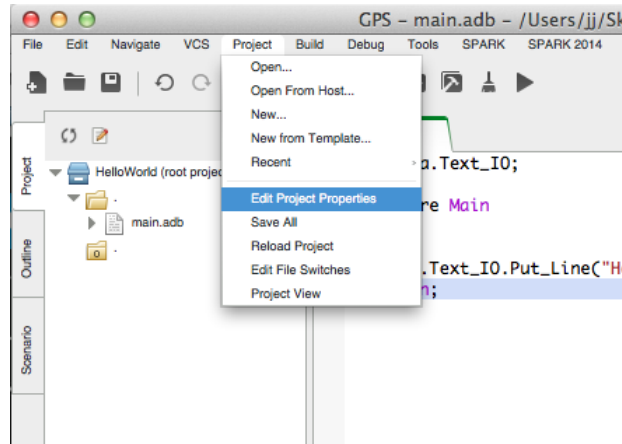 GPS – main.adb – /Users/jj/Sk
File Edit Navigate VCS Project Build Debug Tools SPARK SPARK 2014
Open...
Open From Host...
New...
New from Template...
Recent
Edit Project Properties
Save All
Reload Project
Edit File Switches
Project View
Project
Outline
Scenario
HelloWorld (root projec
.
main.adb
o .
a.Text_IO;
re Main
.Text_IO.Put_Line("H
n;